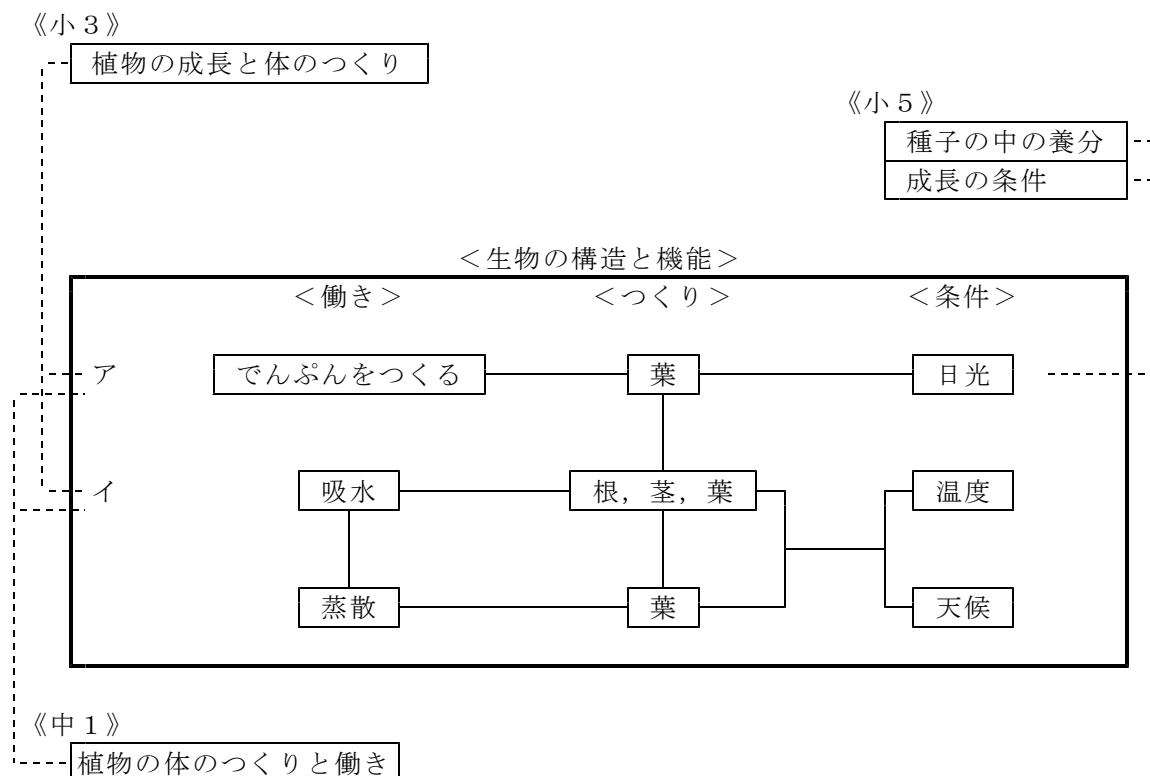 《小３》
植物の成長と体のつくり
《小５》
種子の中の養分
成長の条件
＜生物の構造と機能＞
＜働き＞ ＜つくり＞ ＜条件＞
ア でんぷんをつくる 葉 日光
イ 吸水 根，茎，葉 温度
蒸散 葉 天候
《中１》
植物の体のつくりと働き